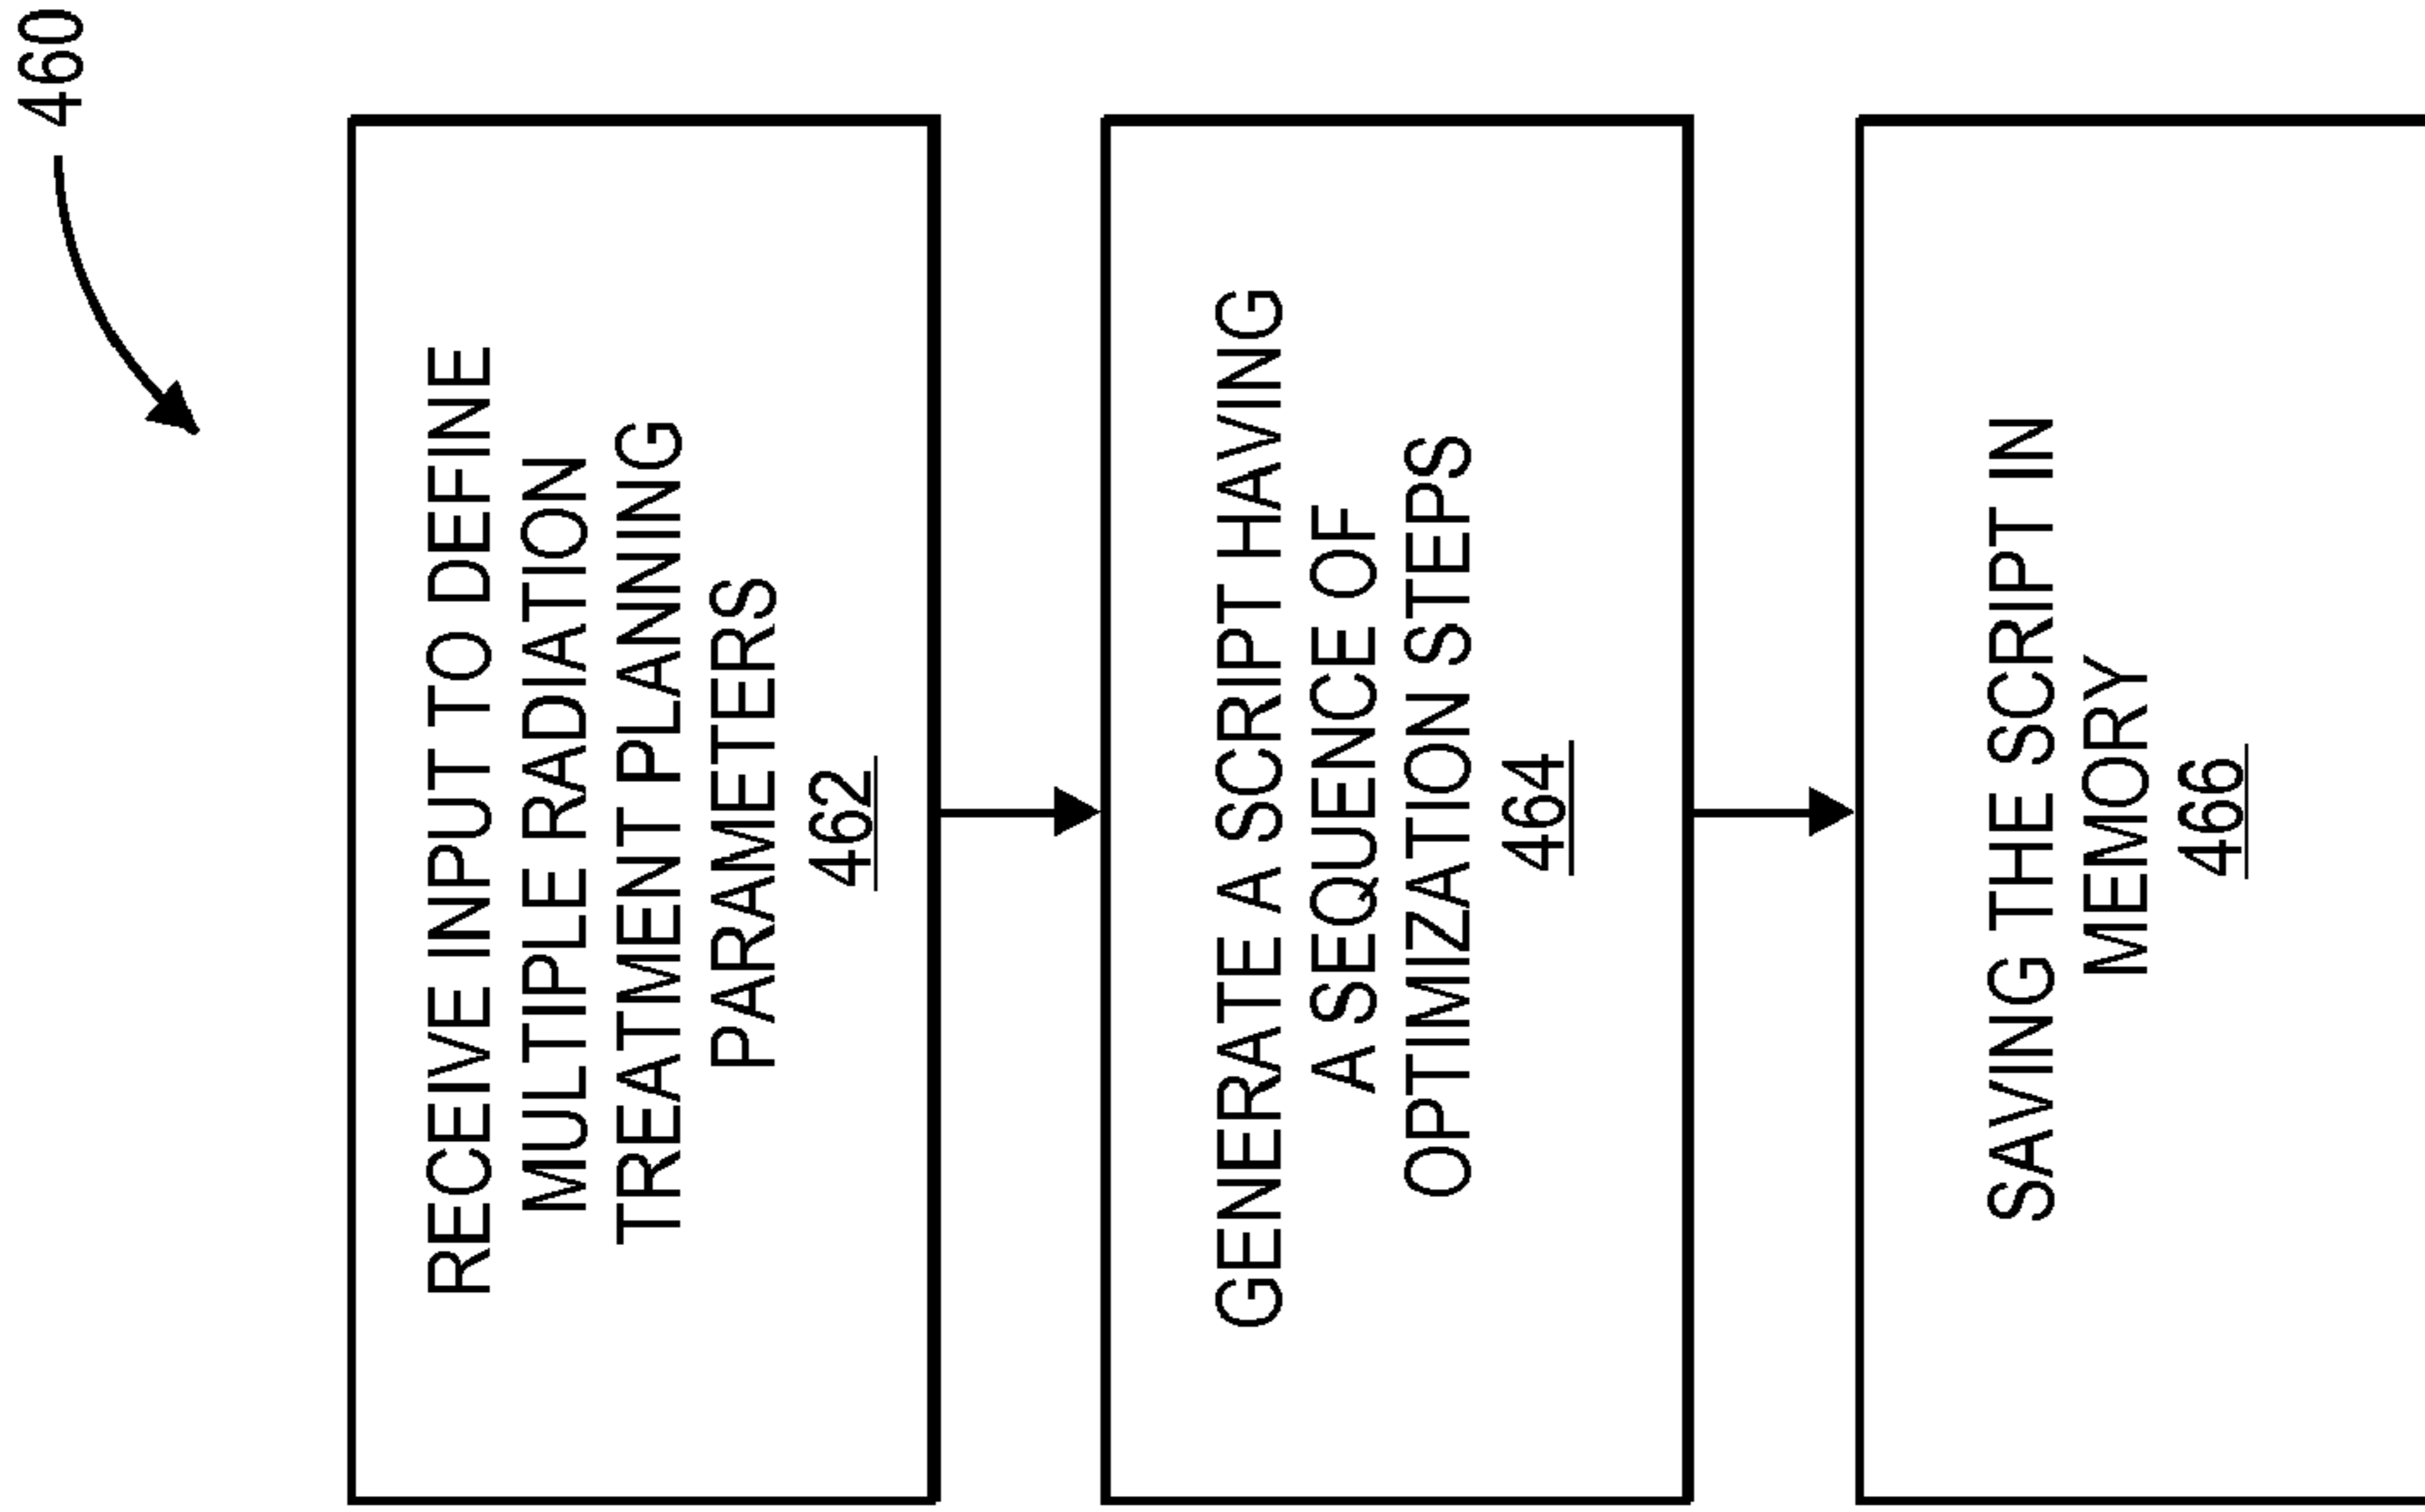 460
RECEIVE INPUT TO DEFINE
MULTIPLE RADIATION
TREATMENT PLANNING
PARAMETERS
462
GENERATE A SCRIPT HAVING
A SEQUENCE OF
OPTIMIZATION STEPS
464
SAVING THE SCRIPT IN
MEMORY
466